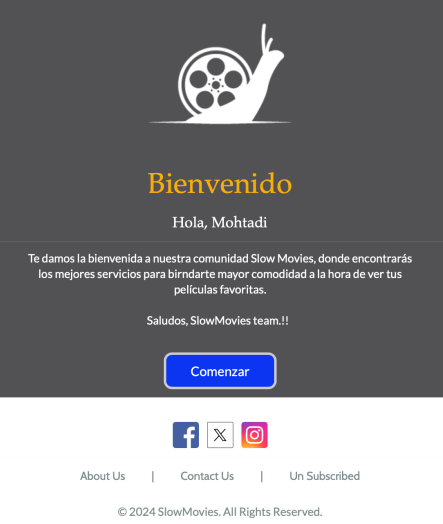 Bienvenido
Hola, Mohtadi
Te damos la bienvenida a nuestra comunidad Slow Movies, donde encontrarás
los mejores servicios para birndarte mayor comodidad a la hora de ver tus
películas favoritas.
Saludos, SlowMovies team.!!
Comenzar
About Us | Contact Us | Un Subscribed
© 2024 SlowMovies. All Rights Reserved.